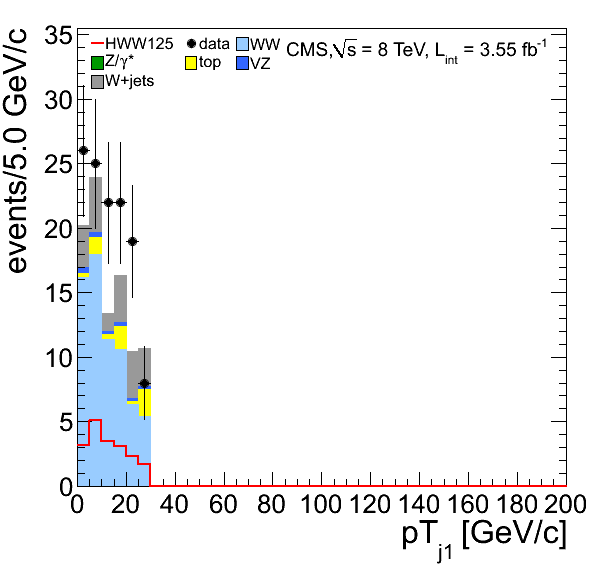 HWW125 data WW
Z/γ* top VZ
W+jets
CMS,√s = 8 TeV, L_int = 3.55 fb⁻¹
events/5.0 GeV/c
35
30
25
20
15
10
5
0
0 20 40 60 80 100 120 140 160 180 200
pT_j1 [GeV/c]